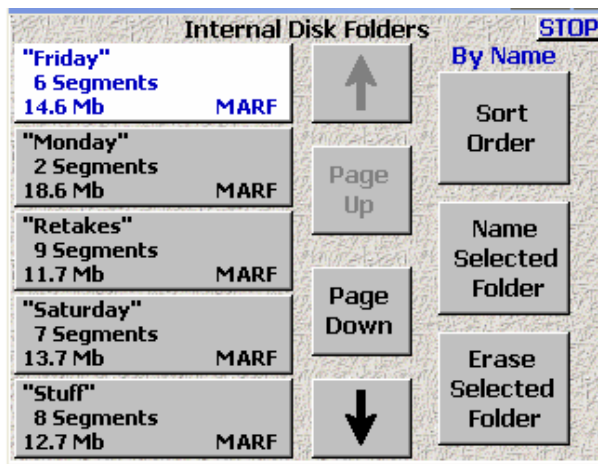 Internal Disk Folders
STOP
"Friday"
6 Segments
14.6 Mb MARF
"Monday"
2 Segments
18.6 Mb MARF
"Retakes"
9 Segments
11.7 Mb MARF
"Saturday"
7 Segments
13.7 Mb MARF
"Stuff"
8 Segments
12.7 Mb MARF
Page
Up
Page
Down
By Name
Sort
Order
Name
Selected
Folder
Erase
Selected
Folder